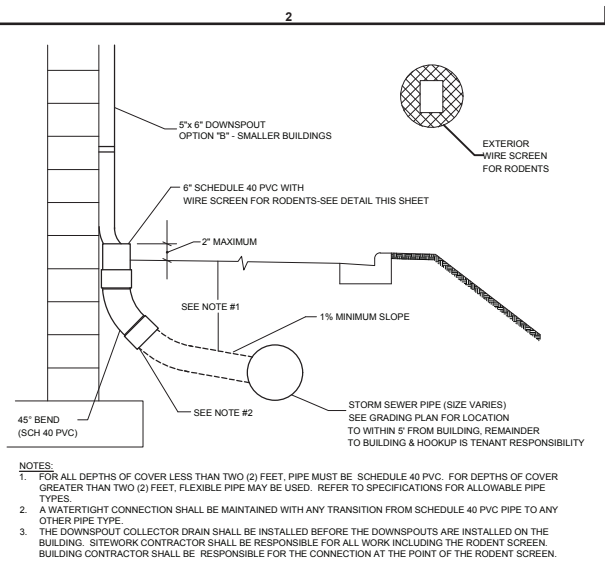 2
5"x 6" DOWNSPOUT
OPTION "B" - SMALLER BUILDINGS
EXTERIOR
WIRE SCREEN
FOR RODENTS
6" SCHEDULE 40 PVC WITH
WIRE SCREEN FOR RODENTS-SEE DETAIL THIS SHEET
2" MAXIMUM
SEE NOTE #1
1% MINIMUM SLOPE
45° BEND
(SCH 40 PVC)
SEE NOTE #2
STORM SEWER PIPE (SIZE VARIES)
SEE GRADING PLAN FOR LOCATION
TO WITHIN 5' FROM BUILDING, REMAINDER
TO BUILDING & HOOKUP IS TENANT RESPONSIBILITY
NOTES:
1. FOR ALL DEPTHS OF COVER LESS THAN TWO (2) FEET, PIPE MUST BE SCHEDULE 40 PVC. FOR DEPTHS OF COVER
GREATER THAN TWO (2) FEET, FLEXIBLE PIPE MAY BE USED. REFER TO SPECIFICATIONS FOR ALLOWABLE PIPE
TYPES.
2. A WATERTIGHT CONNECTION SHALL BE MAINTAINED WITH ANY TRANSITION FROM SCHEDULE 40 PVC PIPE TO ANY
OTHER PIPE TYPE.
3. THE DOWNSPOUT COLLECTOR DRAIN SHALL BE INSTALLED BEFORE THE DOWNSPOUTS ARE INSTALLED ON THE
BUILDING. SITEWORK CONTRACTOR SHALL BE RESPONSIBLE FOR ALL WORK INCLUDING THE RODENT SCREEN.
BUILDING CONTRACTOR SHALL BE RESPONSIBLE FOR THE CONNECTION AT THE POINT OF THE RODENT SCREEN.